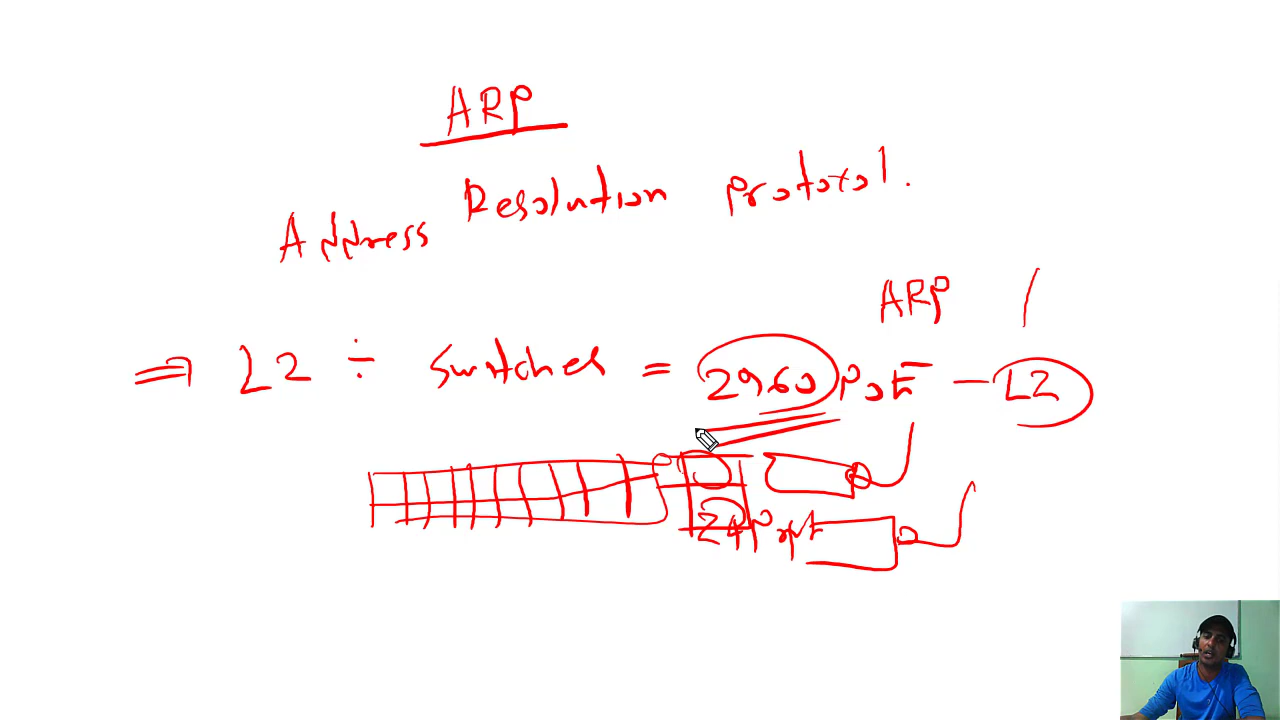 ARP
Address Resolution Protocol.
ARP
⇒ L2 ÷ Switches = 2960 PoE – L2
24 Port